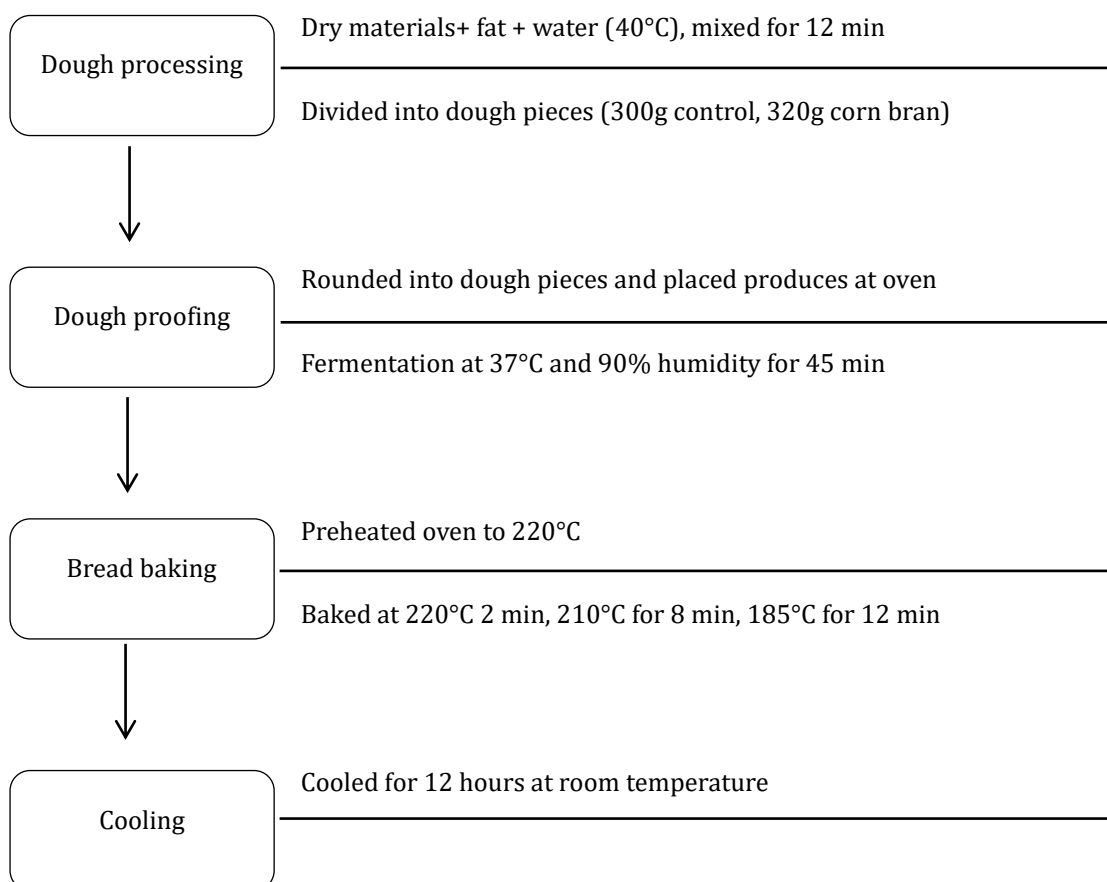 Dry materials+ fat + water (40°C), mixed for 12 min
Dough processing
Divided into dough pieces (300g control, 320g corn bran)
Rounded into dough pieces and placed produces at oven
Dough proofing
Fermentation at 37°C and 90% humidity for 45 min
Preheated oven to 220°C
Bread baking
Baked at 220°C 2 min, 210°C for 8 min, 185°C for 12 min
Cooled for 12 hours at room temperature
Cooling